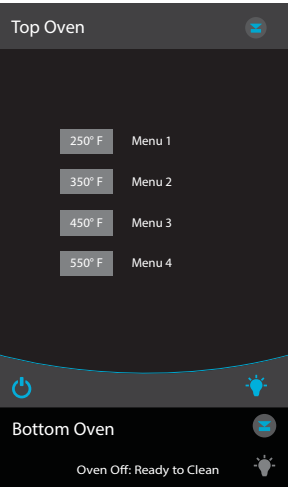 Top Oven
250° F Menu 1
350° F Menu 2
450° F Menu 3
550° F Menu 4
Bottom Oven
Oven Off: Ready to Clean